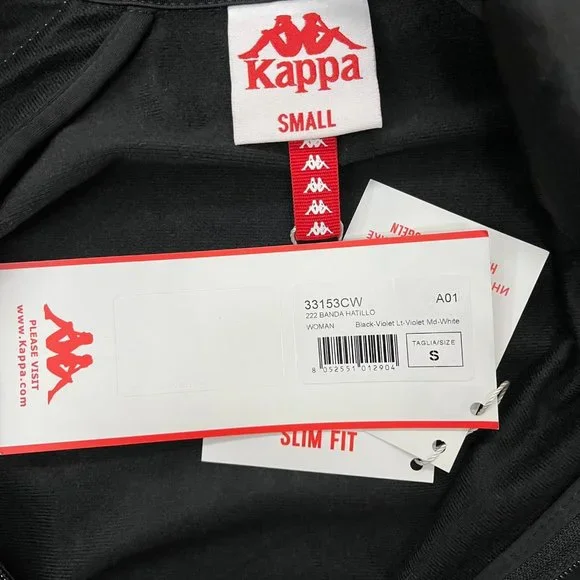 Kappa
SMALL
PLEASE VISIT
www.Kappa.com
33153CW
A01
222 BANDA HATILLO
WOMAN
Black-Violet Lt-Violet Md-White
8 052551 012904
TAGLIA/SIZE
S
SLIM FIT